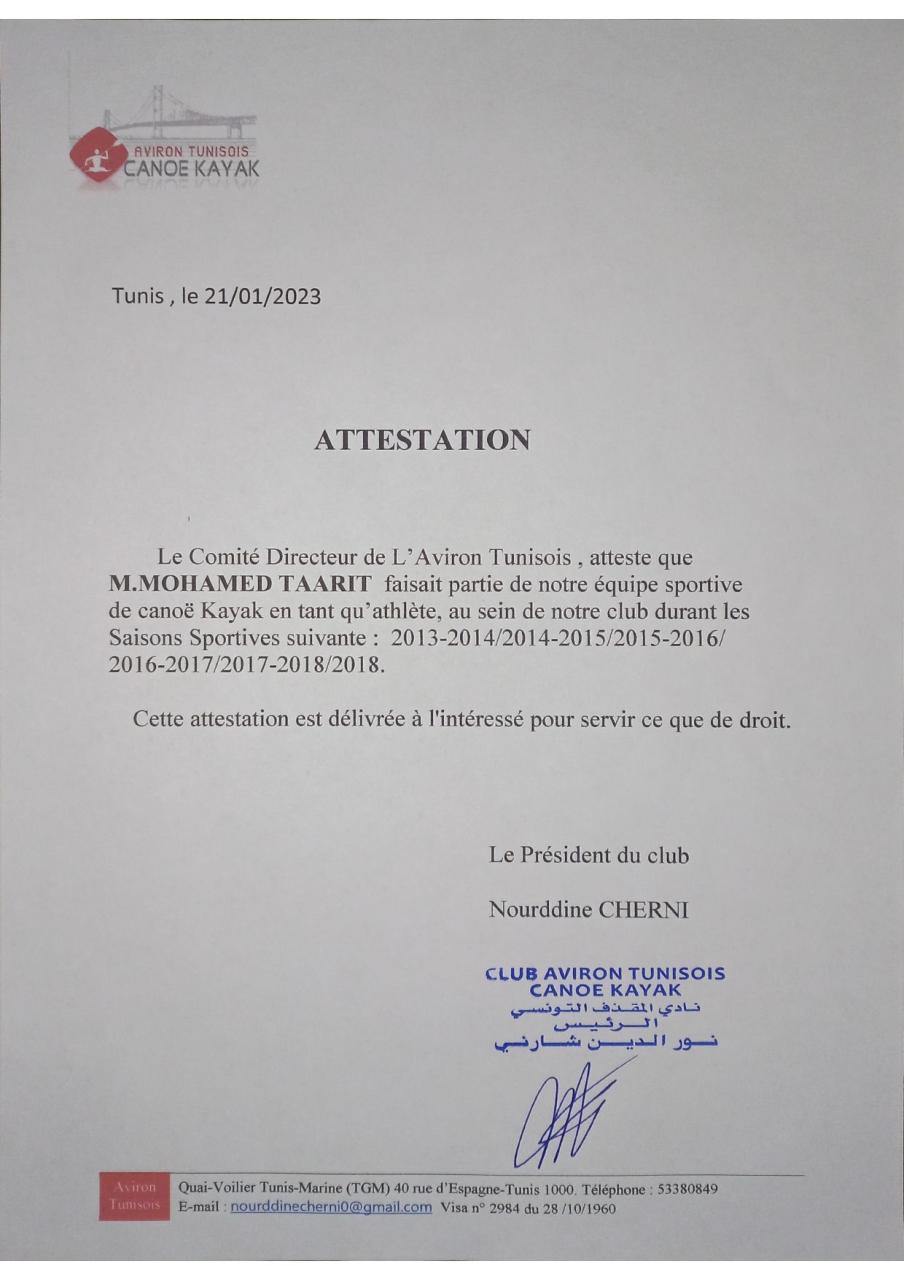 AVIRON TUNISOIS
CANOE KAYAK
Tunis , le 21/01/2023
ATTESTATION
Le Comité Directeur de L’Aviron Tunisois , atteste que
M.MOHAMED TAARIT faisait partie de notre équipe sportive
de canoë Kayak en tant qu’athlète, au sein de notre club durant les
Saisons Sportives suivante : 2013-2014/2014-2015/2015-2016/
2016-2017/2017-2018/2018.
Cette attestation est délivrée à l'intéressé pour servir ce que de droit.
Le Président du club
Nourddine CHERNI
CLUB AVIRON TUNISOIS
CANOE KAYAK
نادي المقذف التونسي
الرئيس
نور الدين شارني
Aviron
Tunisois
Quai-Voilier Tunis-Marine (TGM) 40 rue d’Espagne-Tunis 1000. Téléphone : 53380849
E-mail : nourddinecherni0@gmail.com Visa n° 2984 du 28 /10/1960